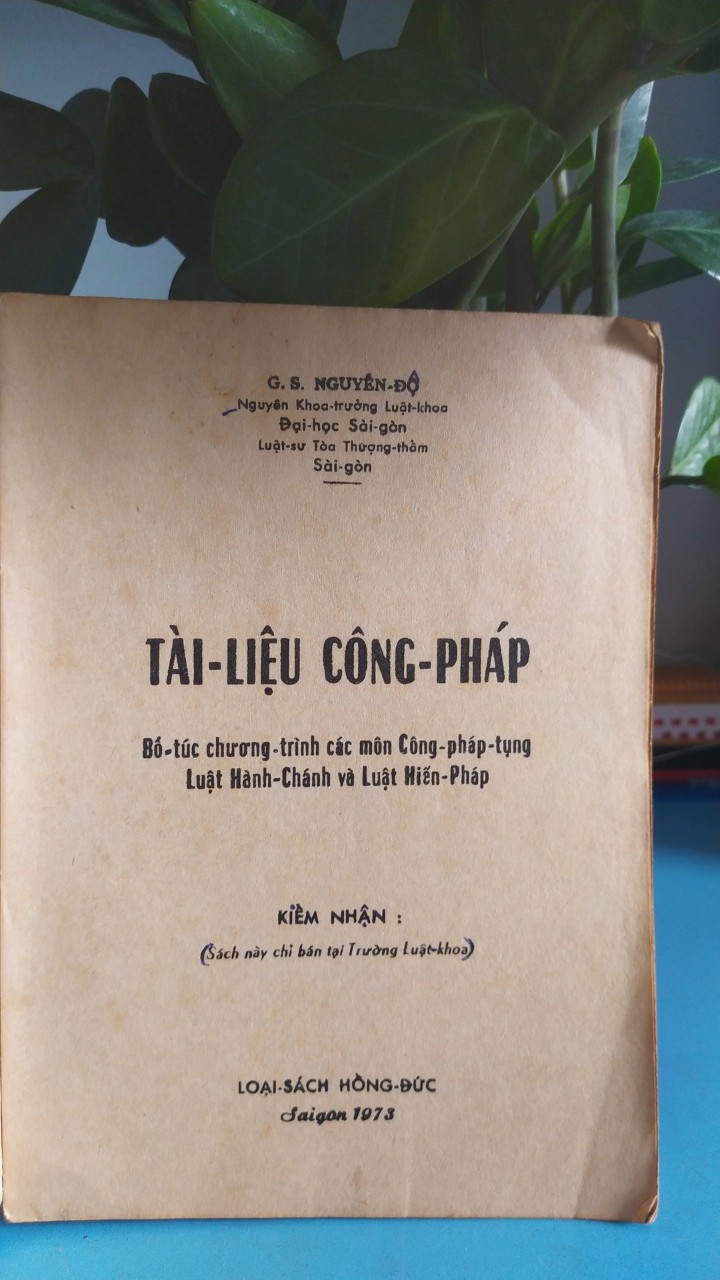 G. S. NGUYÊN-ĐỘ
Nguyên Khoa-trưởng Luật-khoa
Đại-học Sài-gòn
Luật-sư Tòa Thượng-thẩm
Sài-gòn
TÀI-LIỆU CÔNG-PHÁP
Bổ-túc chương-trình các môn Công-pháp-tụng
Luật Hành-Chánh và Luật Hiến-Pháp
KIỂM NHẬN :
(Sách này chỉ bán tại Trường Luật-khoa)
LOẠI-SÁCH HỒNG-ĐỨC
Saigon 1973